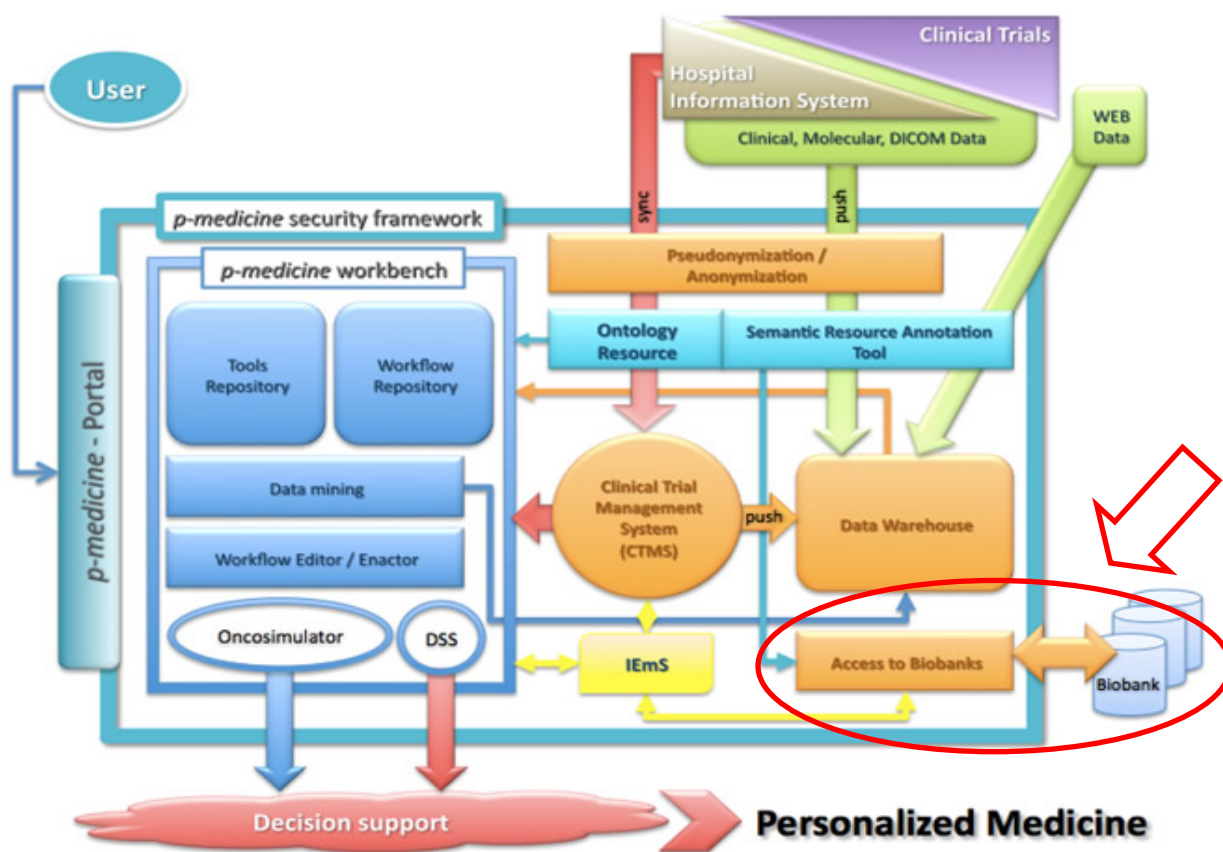 User
Clinical Trials
Hospital
Information System
Clinical, Molecular, DICOM Data
WEB
Data
sync
push
p-medicine security framework
p-medicine workbench
Pseudonymization /
Anonymization
p-medicine - Portal
Tools
Repository
Workflow
Repository
Ontology
Resource
Semantic Resource Annotation
Tool
Data mining
Workflow Editor / Enactor
Clinical Trial
Management
System
(CTMS)
push
Data Warehouse
Oncosimulator
DSS
IEmS
Access to Biobanks
Biobank
Decision support
Personalized Medicine